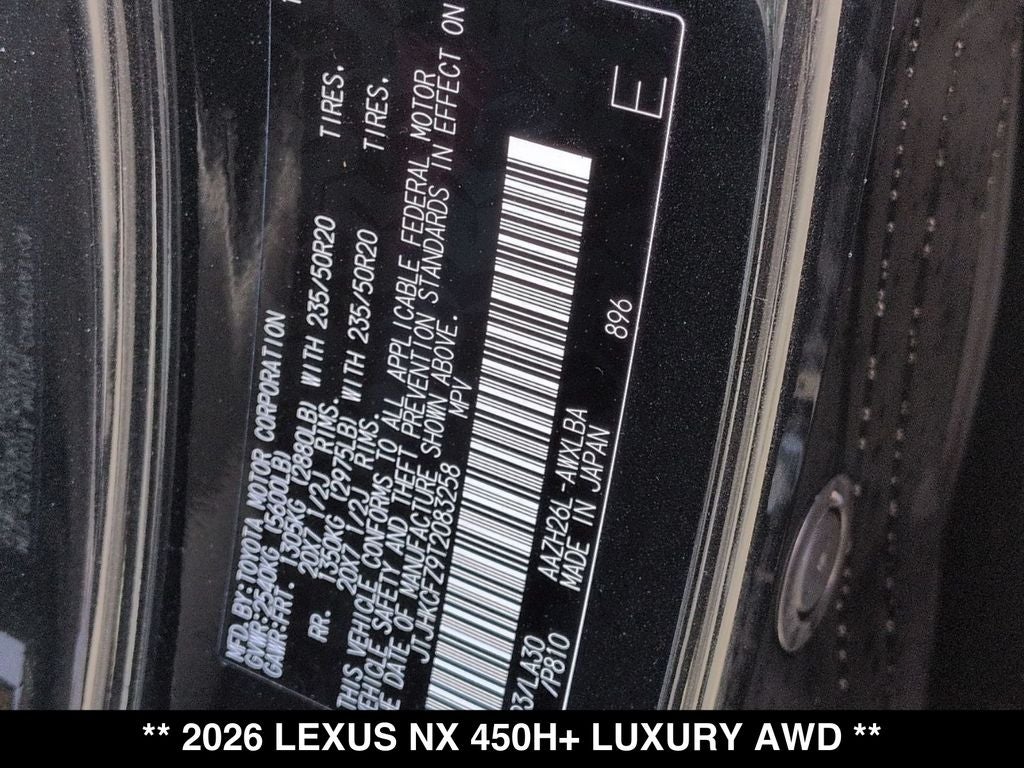 MFD. BY: TOYOTA MOTOR CORPORATION
GVWR: 2540KG (5600LB)
GAWR: FRT. 1305KG (2880LB) WITH 235/50R20 TIRES.
20X7 1/2J RIMS.
RR. 1350KG (2975LB) WITH 235/50R20 TIRES.
20X7 1/2J RIMS.
THIS VEHICLE CONFORMS TO ALL APPLICABLE FEDERAL MOTOR
EHICLE SAFETY AND THEFT PREVENTION STANDARDS IN EFFECT ON
E DATE OF MANUFACTURE SHOWN ABOVE.
JTJHKCFZ9T2083258 MPV
896
E
AAZH26L-AWXLBA
MADE IN JAPAN
03/LA30
/P810
** 2026 LEXUS NX 450H+ LUXURY AWD **